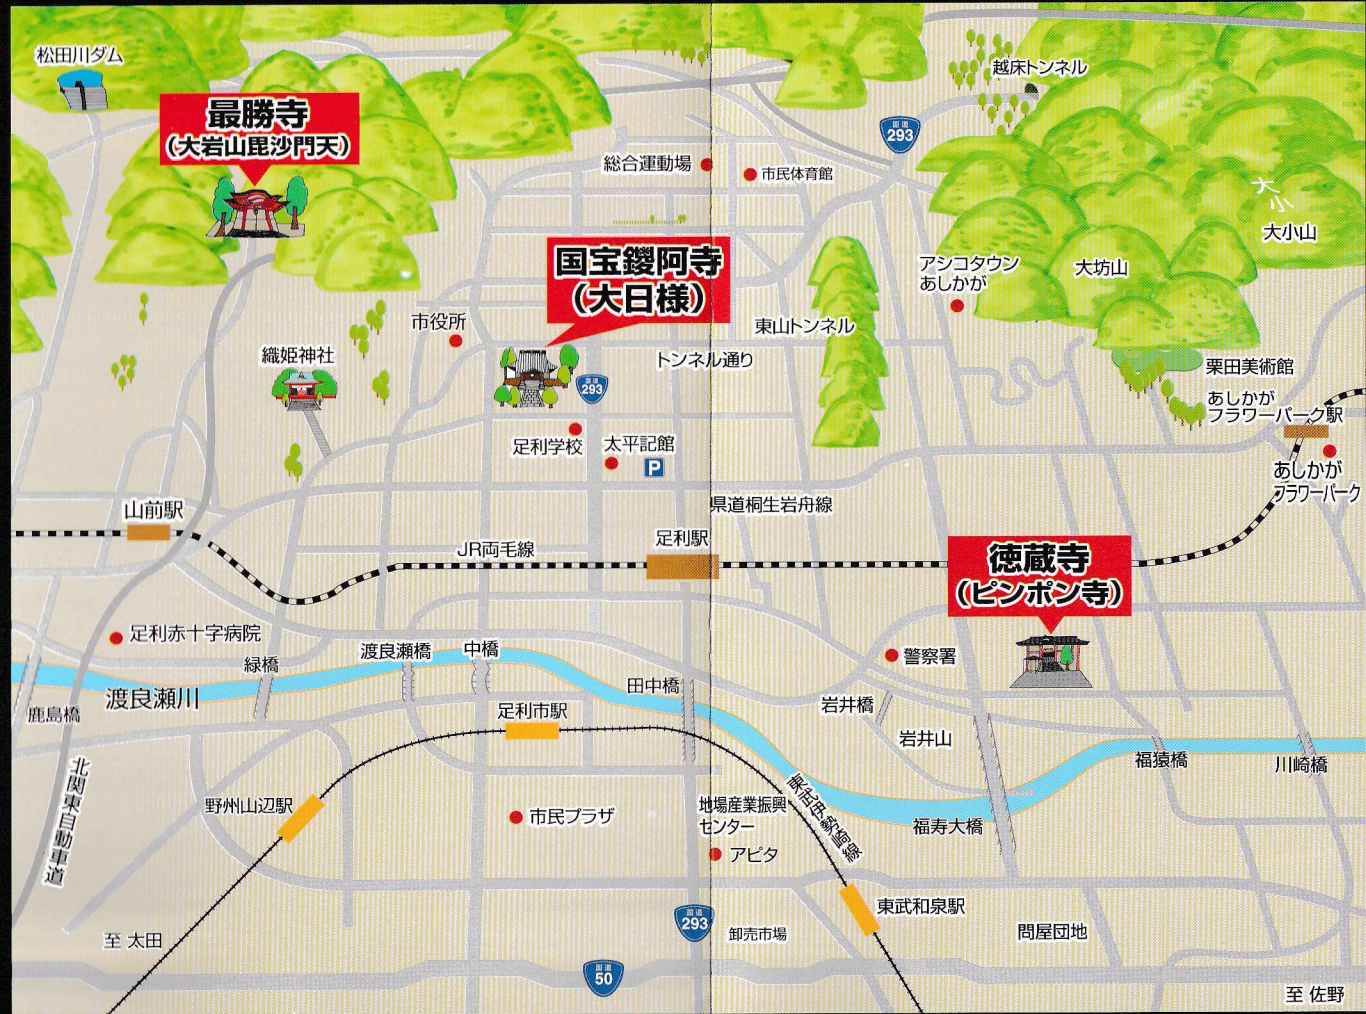 松田川ダム
最勝寺
(大岩山毘沙門天)
越床トンネル
国道
293
総合運動場
市民体育館
大
小
大小山
国宝鑁阿寺
(大日様)
アシコタウン
あしかが
大坊山
市役所
東山トンネル
織姫神社
トンネル通り
国道
293
栗田美術館
あしかが
フラワーパーク駅
足利学校
太平記館
P
あしかが
フラワーパーク
山前駅
県道桐生岩舟線
足利駅
JR両毛線
徳蔵寺
(ピンポン寺)
足利赤十字病院
緑橋
渡良瀬橋
中橋
警察署
渡良瀬川
田中橋
鹿島橋
岩井橋
足利市駅
岩井山
福猿橋
川崎橋
北関東自動車道
野州山辺駅
市民プラザ
地場産業振興
センター
東武伊勢崎線
福寿大橋
アピタ
東武和泉駅
国道
293
卸売市場
問屋団地
至 太田
国道
50
至 佐野